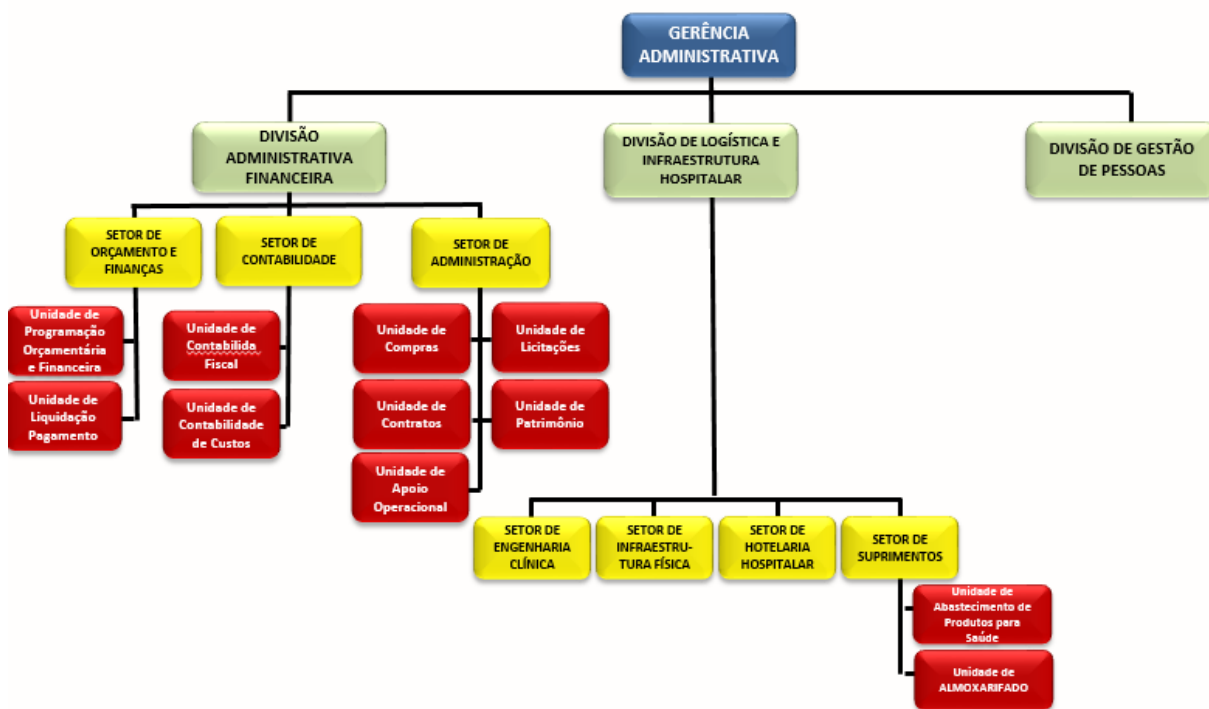 GERÊNCIA
ADMINISTRATIVA
DIVISÃO
ADMINISTRATIVA
FINANCEIRA
DIVISÃO DE LOGÍSTICA E
INFRAESTRUTURA
HOSPITALAR
DIVISÃO DE GESTÃO
DE PESSOAS
SETOR DE
ORÇAMENTO E
FINANÇAS
SETOR DE
CONTABILIDADE
SETOR DE
ADMINISTRAÇÃO
Unidade de
Programação
Orçamentária
e Financeira
Unidade de
Liquidação
Pagamento
Unidade de
Contabilida
Fiscal
Unidade de
Contabilidade
de Custos
Unidade de
Compras
Unidade de
Licitações
Unidade de
Contratos
Unidade de
Patrimônio
Unidade de
Apoio
Operacional
SETOR DE
ENGENHARIA
CLÍNICA
SETOR DE
INFRAESTRU-
TURA FÍSICA
SETOR DE
HOTELARIA
HOSPITALAR
SETOR DE
SUPRIMENTOS
Unidade de
Abastecimento de
Produtos para
Saúde
Unidade de
ALMOXARIFADO